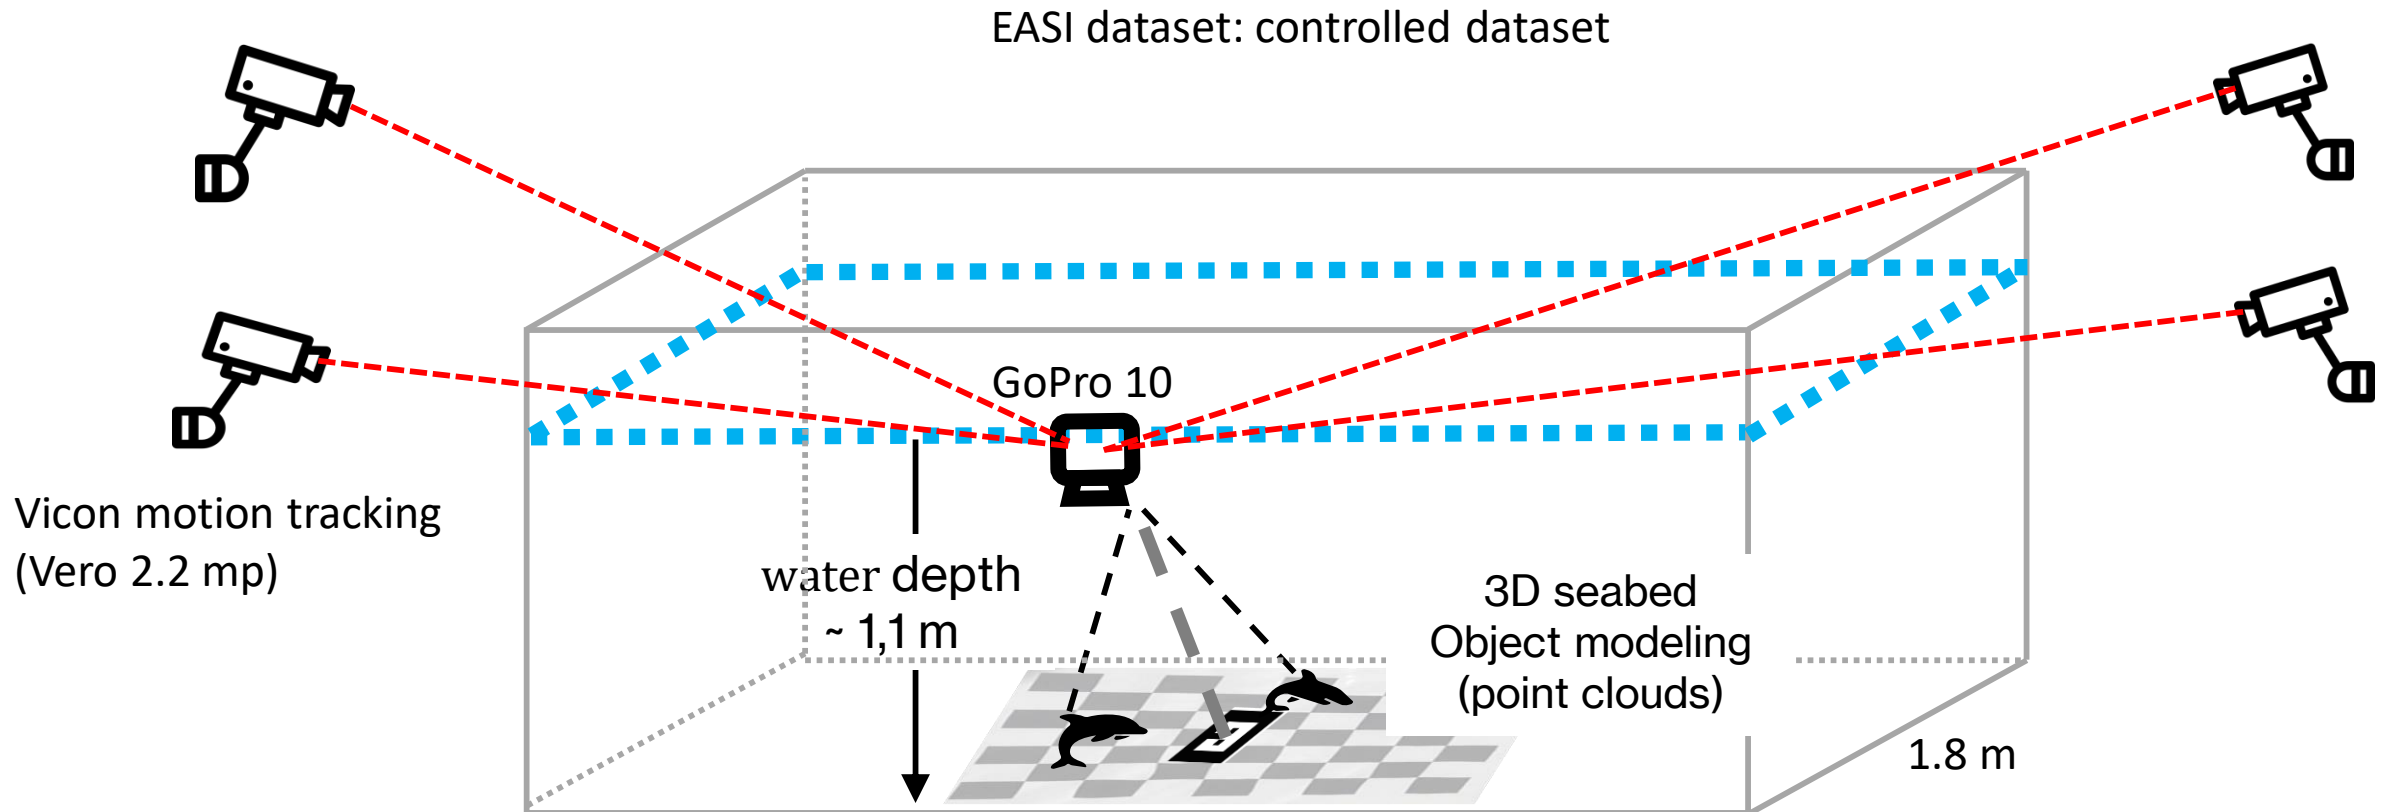 EASI dataset: controlled dataset
GoPro 10
Vicon motion tracking
(Vero 2.2 mp)
water depth
~ 1,1 m
3D seabed
Object modeling
(point clouds)
1.8 m